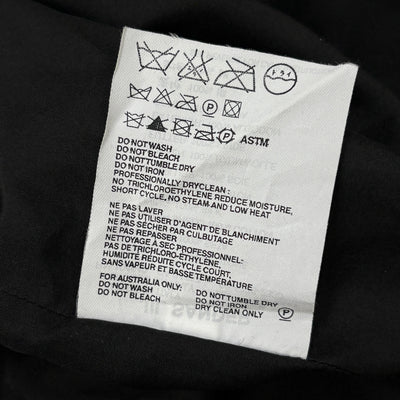 ドライ
P
ASTM
DO NOT WASH
DO NOT BLEACH
DO NOT TUMBLE DRY
DO NOT IRON
PROFESSIONALLY DRYCLEAN :
NO TRICHLOROETHYLENE REDUCE MOISTURE,
SHORT CYCLE, NO STEAM AND LOW HEAT
NE PAS LAVER
NE PAS UTILISER D'AGENT DE BLANCHIMENT
NE PAS SÉCHER PAR CULBUTAGE
NE PAS REPASSER
NETTOYAGE À SEC PROFESSIONNEL:
PAS DE TRICHLORO-ÉTHYLENE,
HUMIDITÉ RÉDUITE CYCLE COURT,
SANS VAPEUR ET BASSE TEMPÉRATURE
FOR AUSTRALIA ONLY:
DO NOT WASH DO NOT TUMBLE DRY
DO NOT BLEACH DO NOT IRON
DRY CLEAN ONLY P